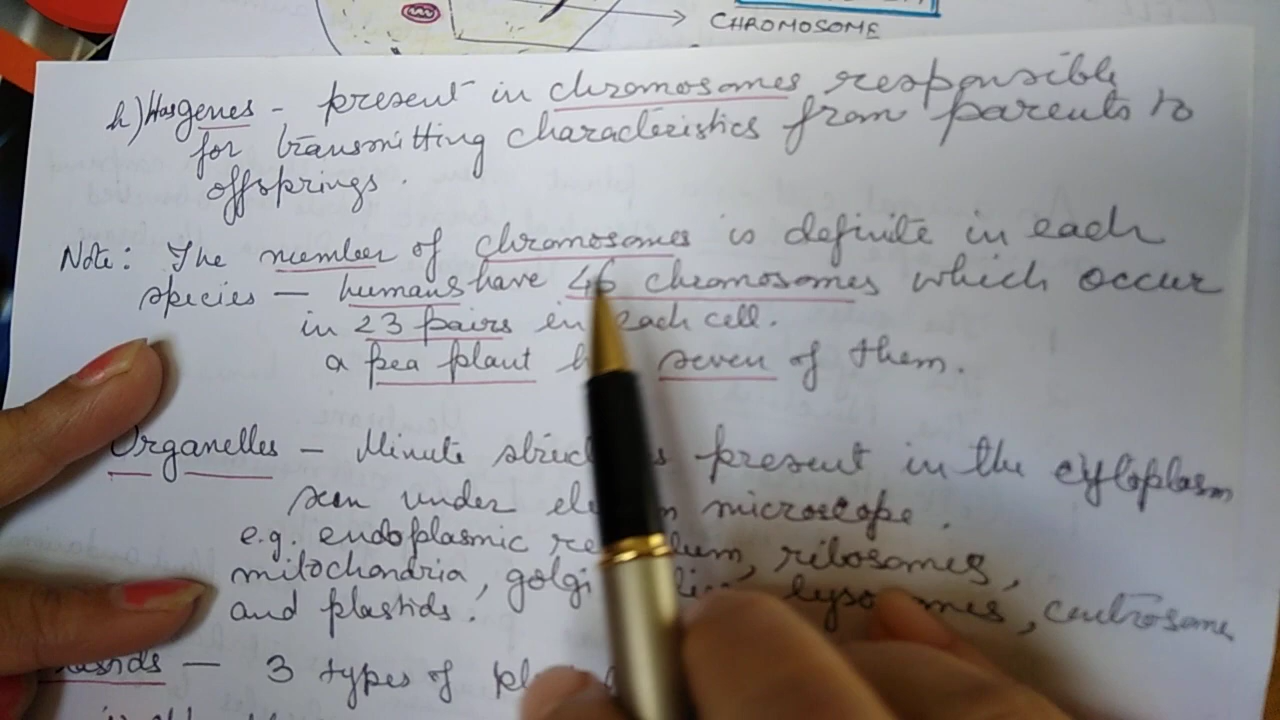 CHROMOSOME
h) Has genes - present in chromosomes responsible
for transmitting characteristics from parents to
offsprings.
Note: The number of chromosomes is definite in each
species — humans have 46 chromosomes which occur
in 23 pairs in each cell.
a pea plant seven of them.
Organelles — Minute present in the cytoplasm
seen under microscope.
e.g. endoplasmic ribosomes,
mitochondria, golgi lysosomes, centrosome
and plastids.
3 types of